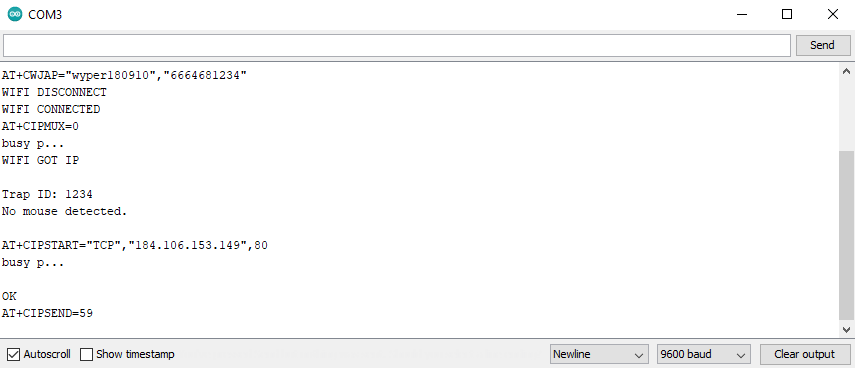 COM3
Send
AT+CWJAP="wyper180910","6664681234"
WIFI DISCONNECT
WIFI CONNECTED
AT+CIPMUX=0
busy p...
WIFI GOT IP
Trap ID: 1234
No mouse detected.
AT+CIPSTART="TCP","184.106.153.149",80
busy p...
OK
AT+CIPSEND=59
Autoscroll Show timestamp Newline 9600 baud Clear output